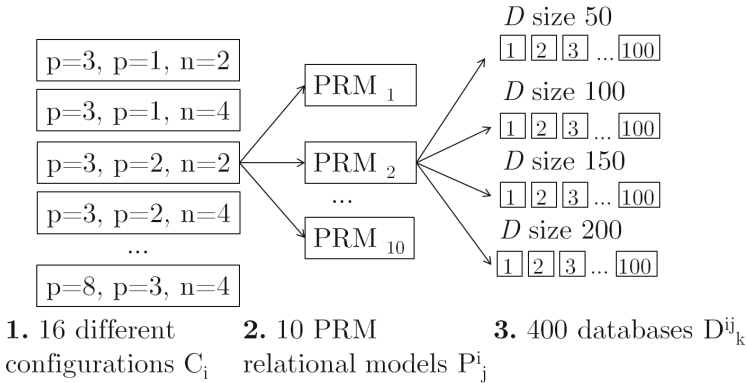 p=3, p=1, n=2
p=3, p=1, n=4
p=3, p=2, n=2
p=3, p=2, n=4
...
p=8, p=3, n=4
PRM 1
PRM 2
...
PRM 10
D size 50
1 2 3 ... 100
D size 100
1 2 3 ... 100
D size 150
1 2 3 ... 100
D size 200
1 2 3 ... 100
1. 16 different
configurations Ci
2. 10 PRM
relational models Pij
3. 400 databases Dijk